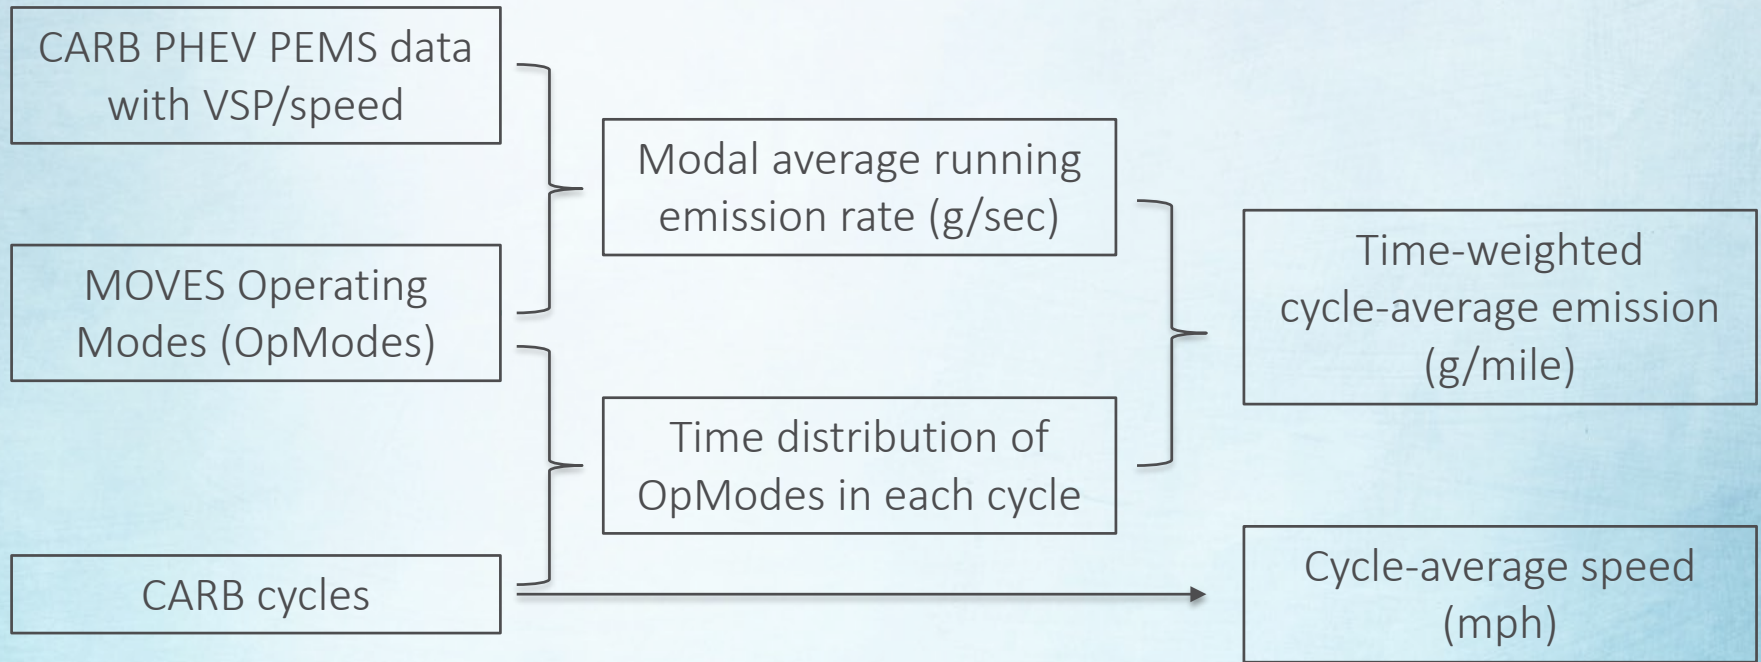 CARB PHEV PEMS data
with VSP/speed
MOVES Operating
Modes (OpModes)
CARB cycles
Modal average running
emission rate (g/sec)
Time distribution of
OpModes in each cycle
Time-weighted
cycle-average emission
(g/mile)
Cycle-average speed
(mph)